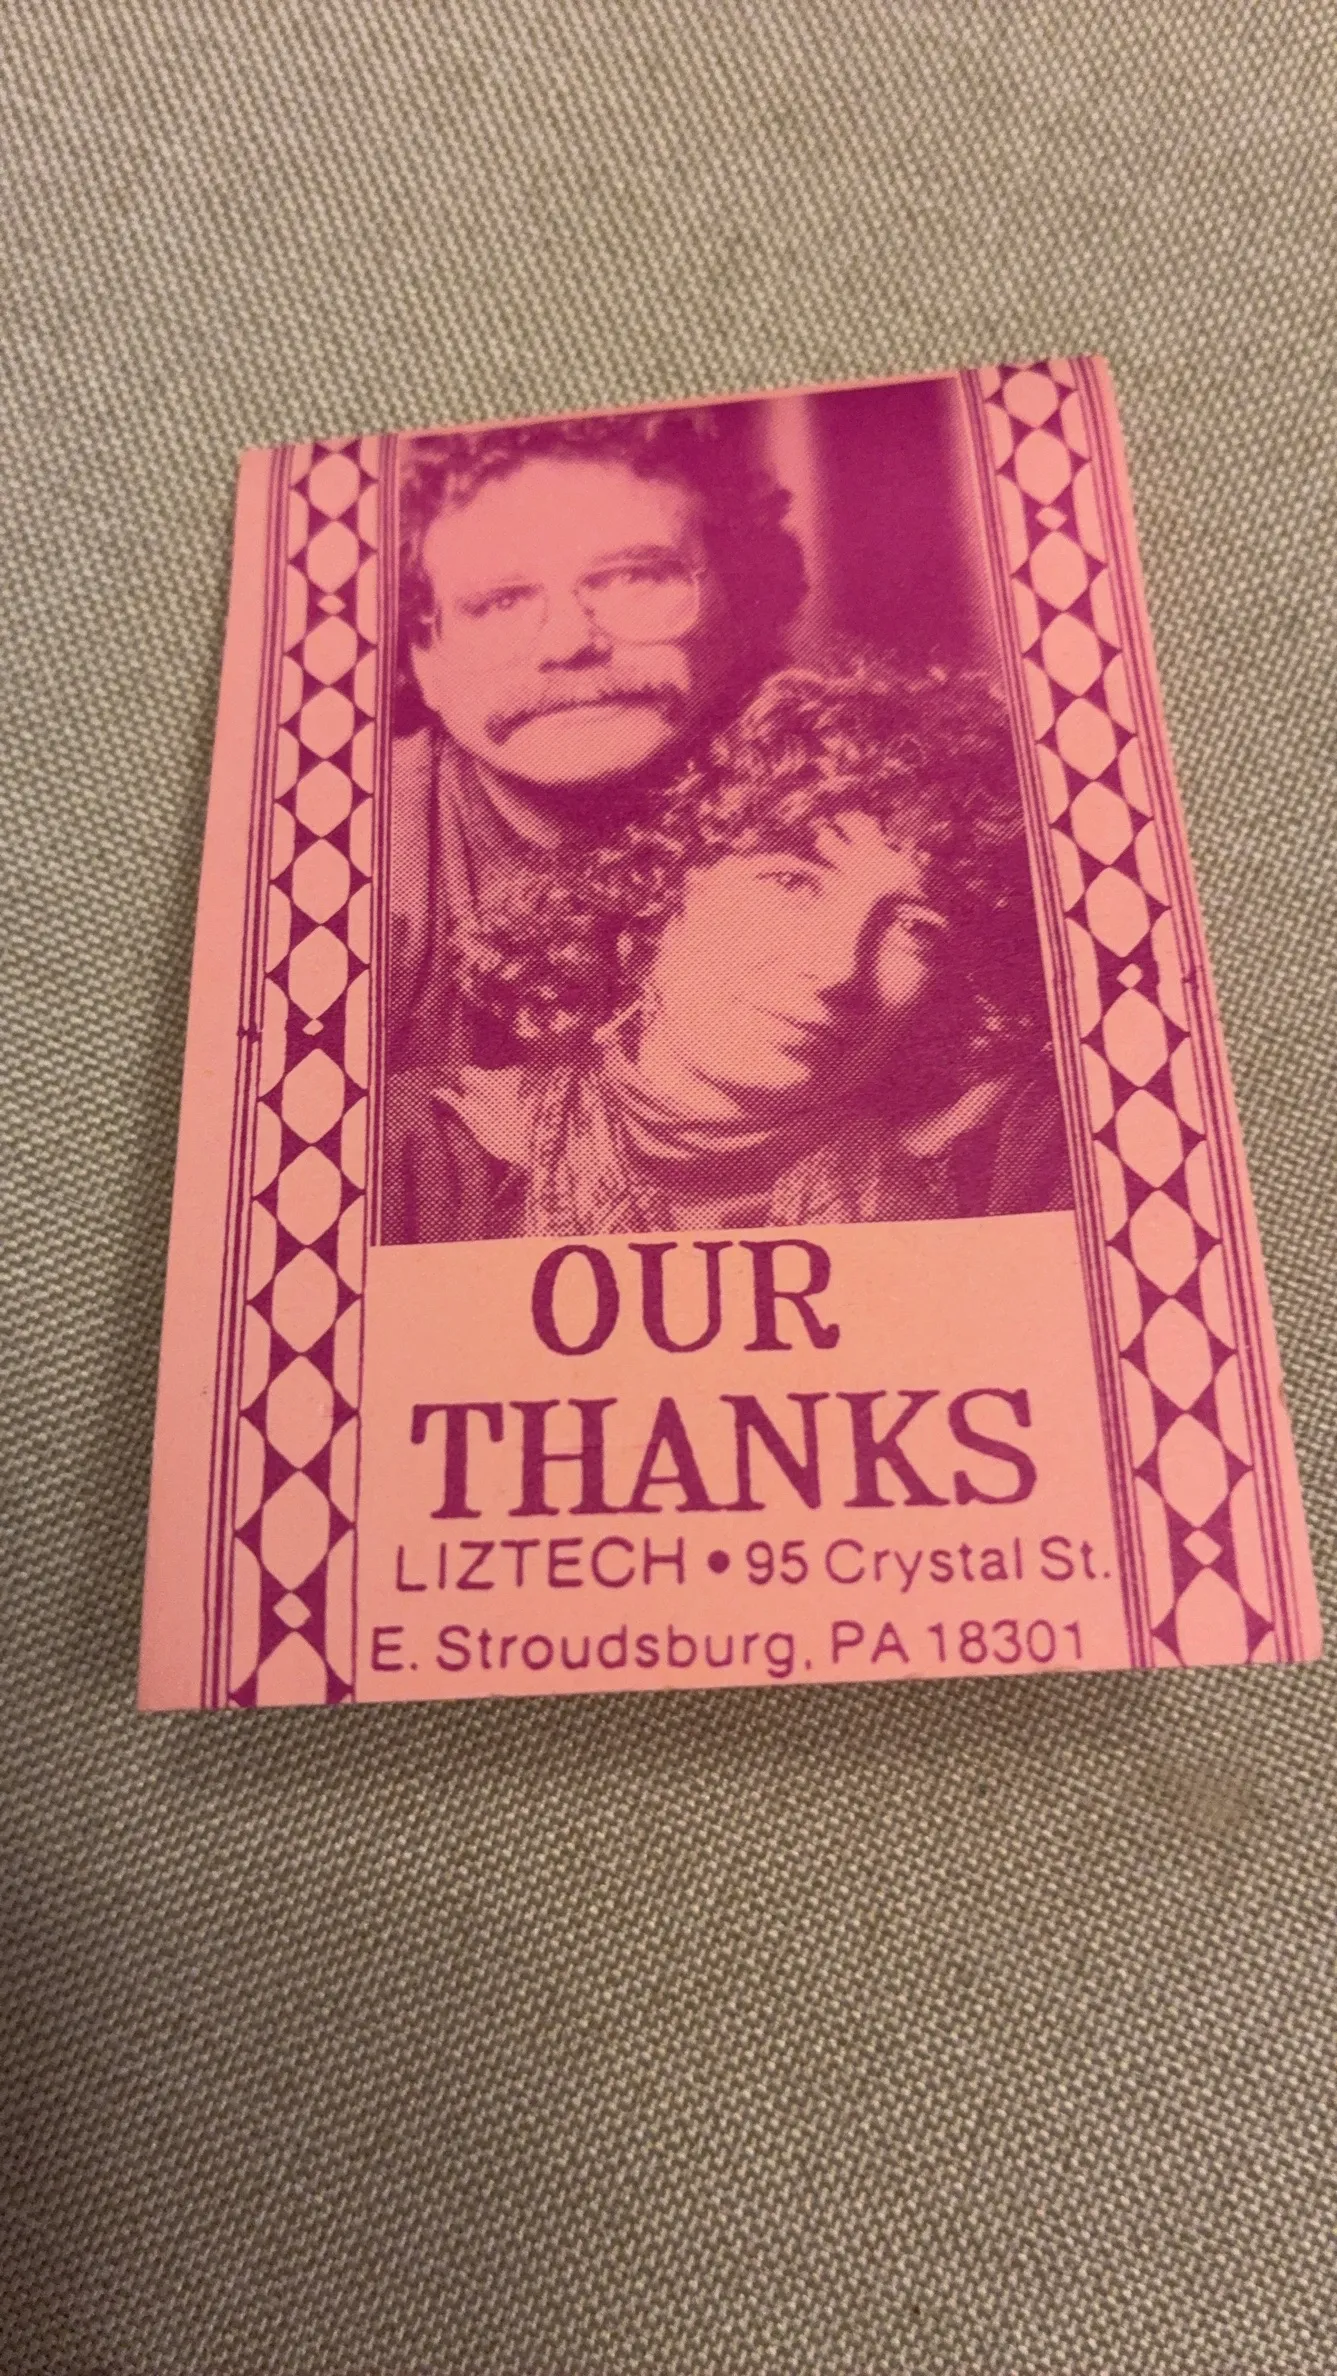 OUR
THANKS
LIZTECH • 95 Crystal St.
E. Stroudsburg, PA 18301